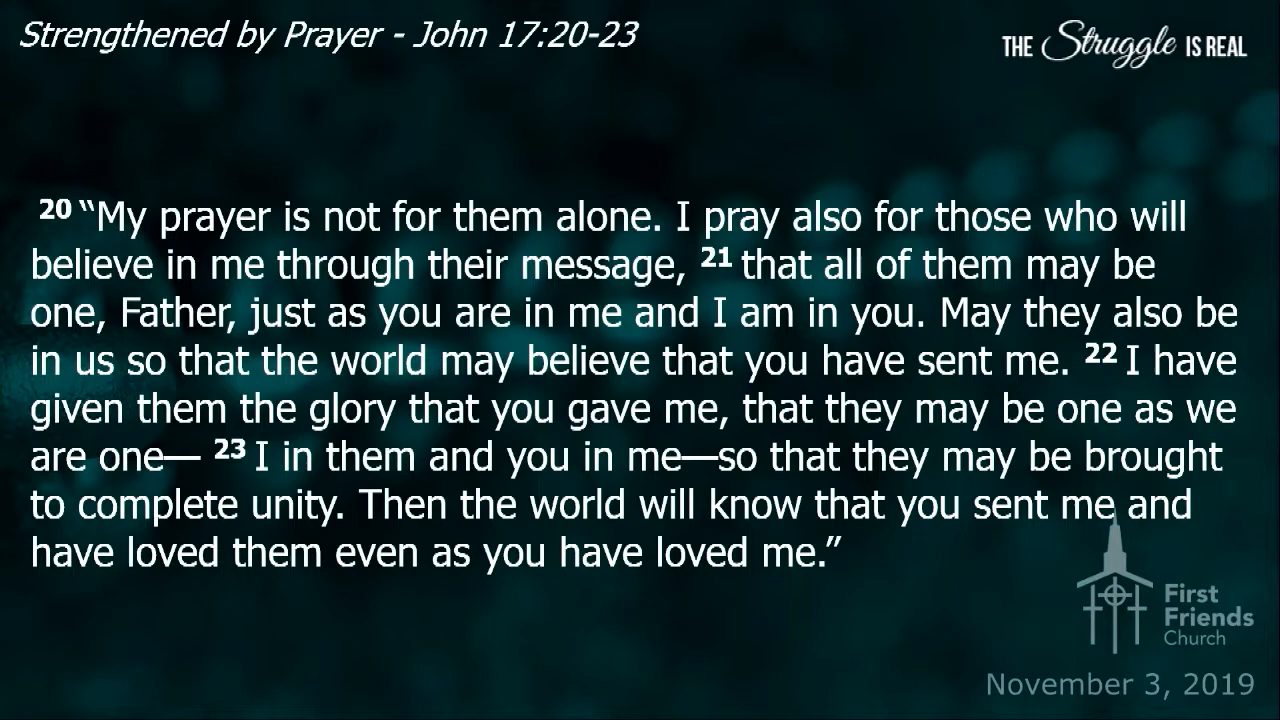 Strengthened by Prayer - John 17:20-23
THE Struggle IS REAL
20 “My prayer is not for them alone. I pray also for those who will
believe in me through their message, 21 that all of them may be
one, Father, just as you are in me and I am in you. May they also be
in us so that the world may believe that you have sent me. 22 I have
given them the glory that you gave me, that they may be one as we
are one— 23 I in them and you in me—so that they may be brought
to complete unity. Then the world will know that you sent me and
have loved them even as you have loved me.”
First
Friends
Church
November 3, 2019